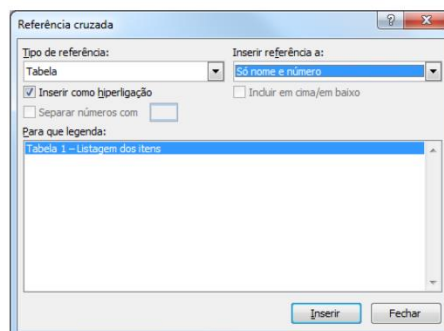 Referência cruzada
Tipo de referência:
Inserir referência a:
Tabela
Só nome e número
Inserir como hiperligação
Incluir em cima/em baixo
Separar números com
Para que legenda:
Tabela 1 – Listagem dos itens
Inserir
Fechar